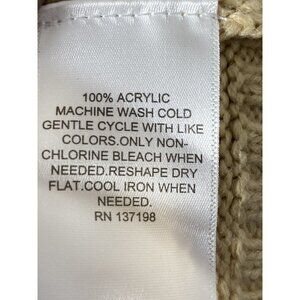 100% ACRYLIC
MACHINE WASH COLD
GENTLE CYCLE WITH LIKE
COLORS.ONLY NON-
CHLORINE BLEACH WHEN
NEEDED.RESHAPE DRY
FLAT.COOL IRON WHEN
NEEDED.
RN 137198